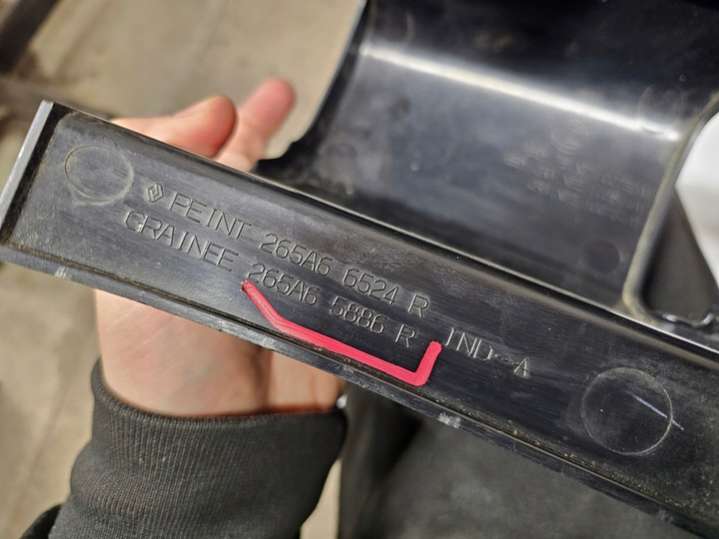 PEINT 265A6 6524 R
GRAINEE 265A6 5886 R IND-A